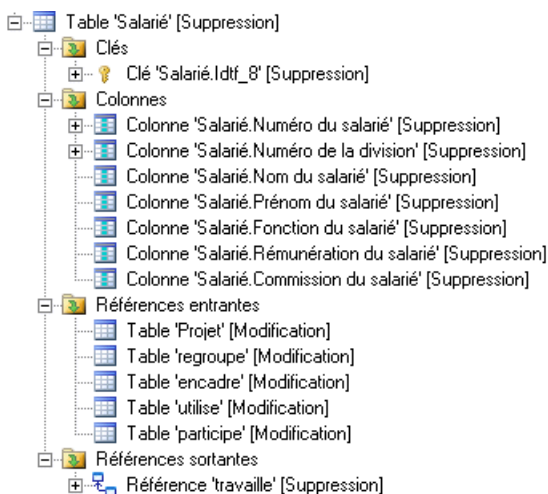 Table 'Salarié' [Suppression]
Clés
Clé 'Salarié.Idtf_8' [Suppression]
Colonnes
Colonne 'Salarié.Numéro du salarié' [Suppression]
Colonne 'Salarié.Numéro de la division' [Suppression]
Colonne 'Salarié.Nom du salarié' [Suppression]
Colonne 'Salarié.Prénom du salarié' [Suppression]
Colonne 'Salarié.Fonction du salarié' [Suppression]
Colonne 'Salarié.Rémunération du salarié' [Suppression]
Colonne 'Salarié.Commission du salarié' [Suppression]
Références entrantes
Table 'Projet' [Modification]
Table 'regroupe' [Modification]
Table 'encadre' [Modification]
Table 'utilise' [Modification]
Table 'participe' [Modification]
Références sortantes
Référence 'travaille' [Suppression]